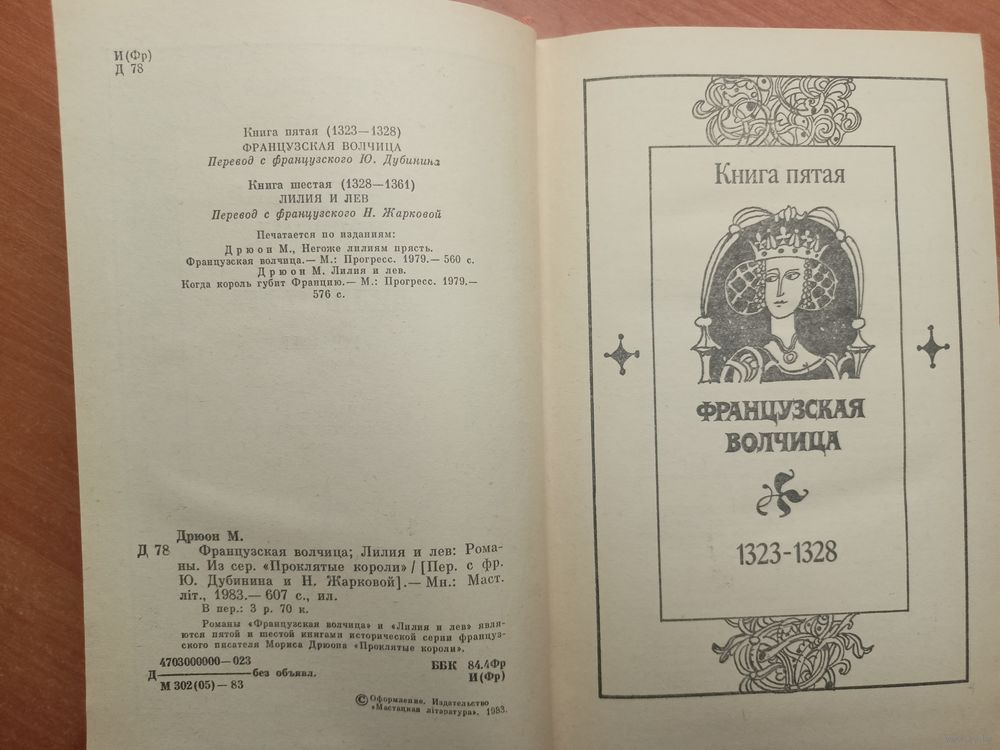 И(Фр)
Д 78
Книга пятая (1323—1328)
ФРАНЦУЗСКАЯ ВОЛЧИЦА
Перевод с французского Ю. Дубинина
Книга шестая (1328—1361)
ЛИЛИЯ И ЛЕВ
Перевод с французского Н. Жарковой
Печатается по изданиям:
Дрюон М., Негоже лилиям прясть.
Французская волчица.— М.: Прогресс. 1979.— 560 с.
Дрюон М. Лилия и лев.
Когда король губит Францию.— М.: Прогресс. 1979.—
576 с.
Дрюон М.
Д 78 Французская волчица; Лилия и лев: Рома-
ны. Из сер. «Проклятые короли» / [Пер. с фр.
Ю. Дубинина и Н. Жарковой].— Мн.: Маст.
літ., 1983.— 607 с., ил.
В пер.: 3 р. 70 к.
Романы «Французская волчица» и «Лилия и лев» явля-
ются пятой и шестой книгами исторической серии француз-
ского писателя Мориса Дрюона «Проклятые короли».
4703000000—023
Д без объявл.
М 302(05)—83
ББК 84.4Фр
И(Фр)
© Оформление. Издательство
«Мастацкая літаратура», 1983.
Книга пятая
ФРАНЦУЗСКАЯ
ВОЛЧИЦА
1323-1328